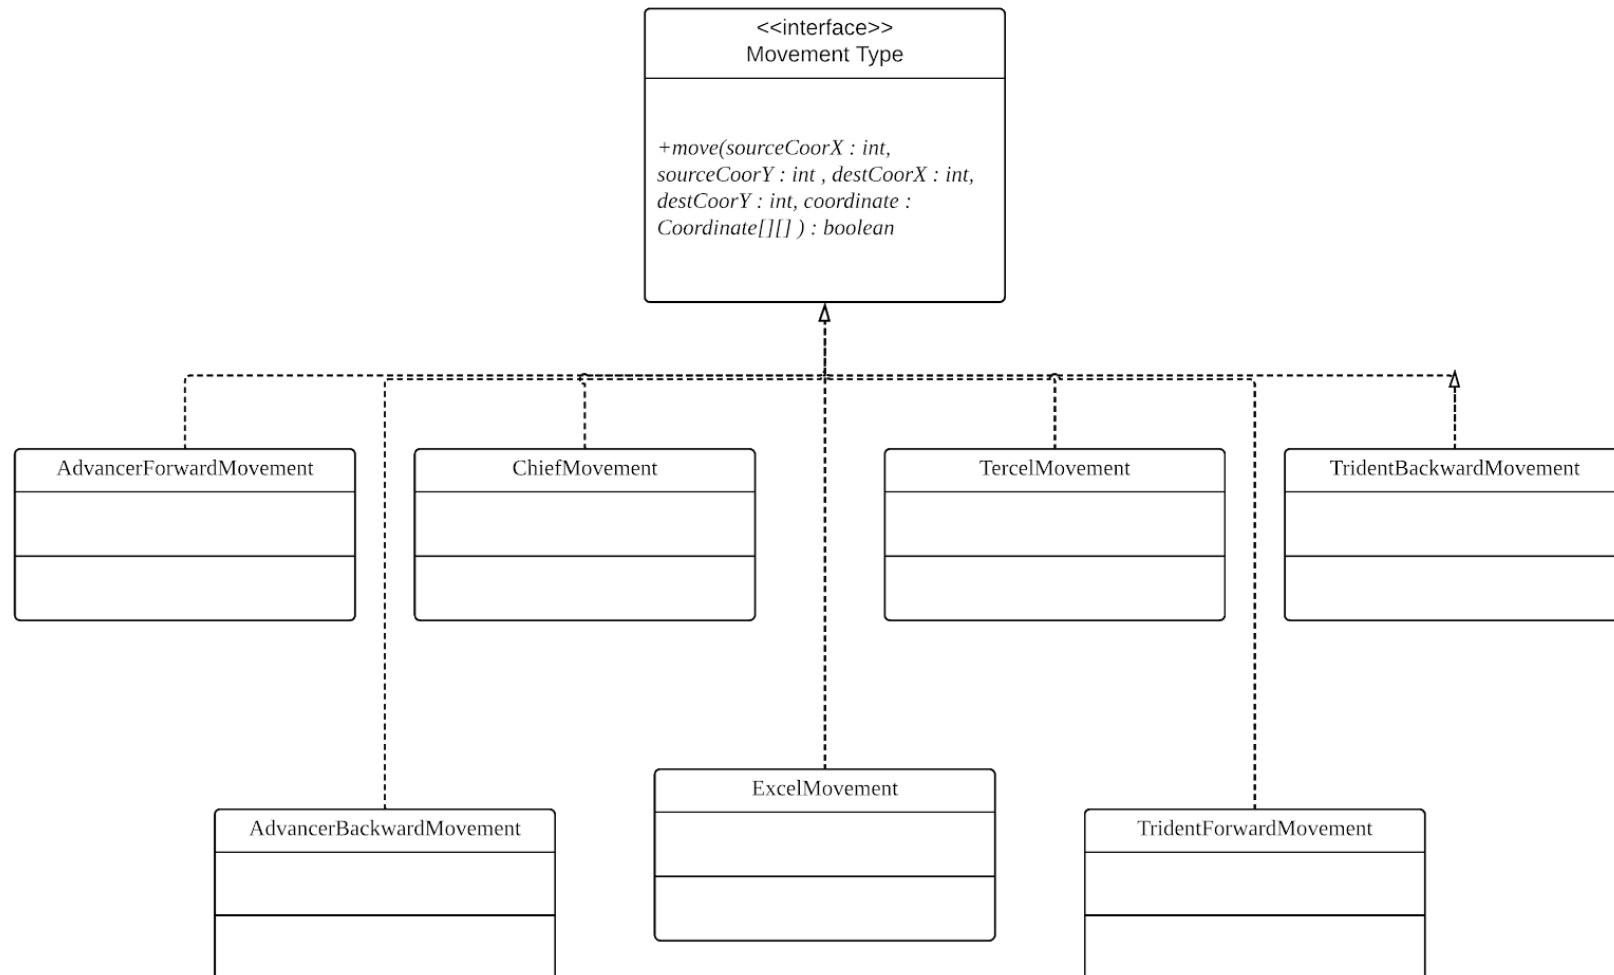 <<interface>>
Movement Type
+move(sourceCoorX : int,
sourceCoorY : int , destCoorX : int,
destCoorY : int, coordinate :
Coordinate[][] ) : boolean
AdvancerForwardMovement
ChiefMovement
TercelMovement
TridentBackwardMovement
ExcelMovement
AdvancerBackwardMovement
TridentForwardMovement